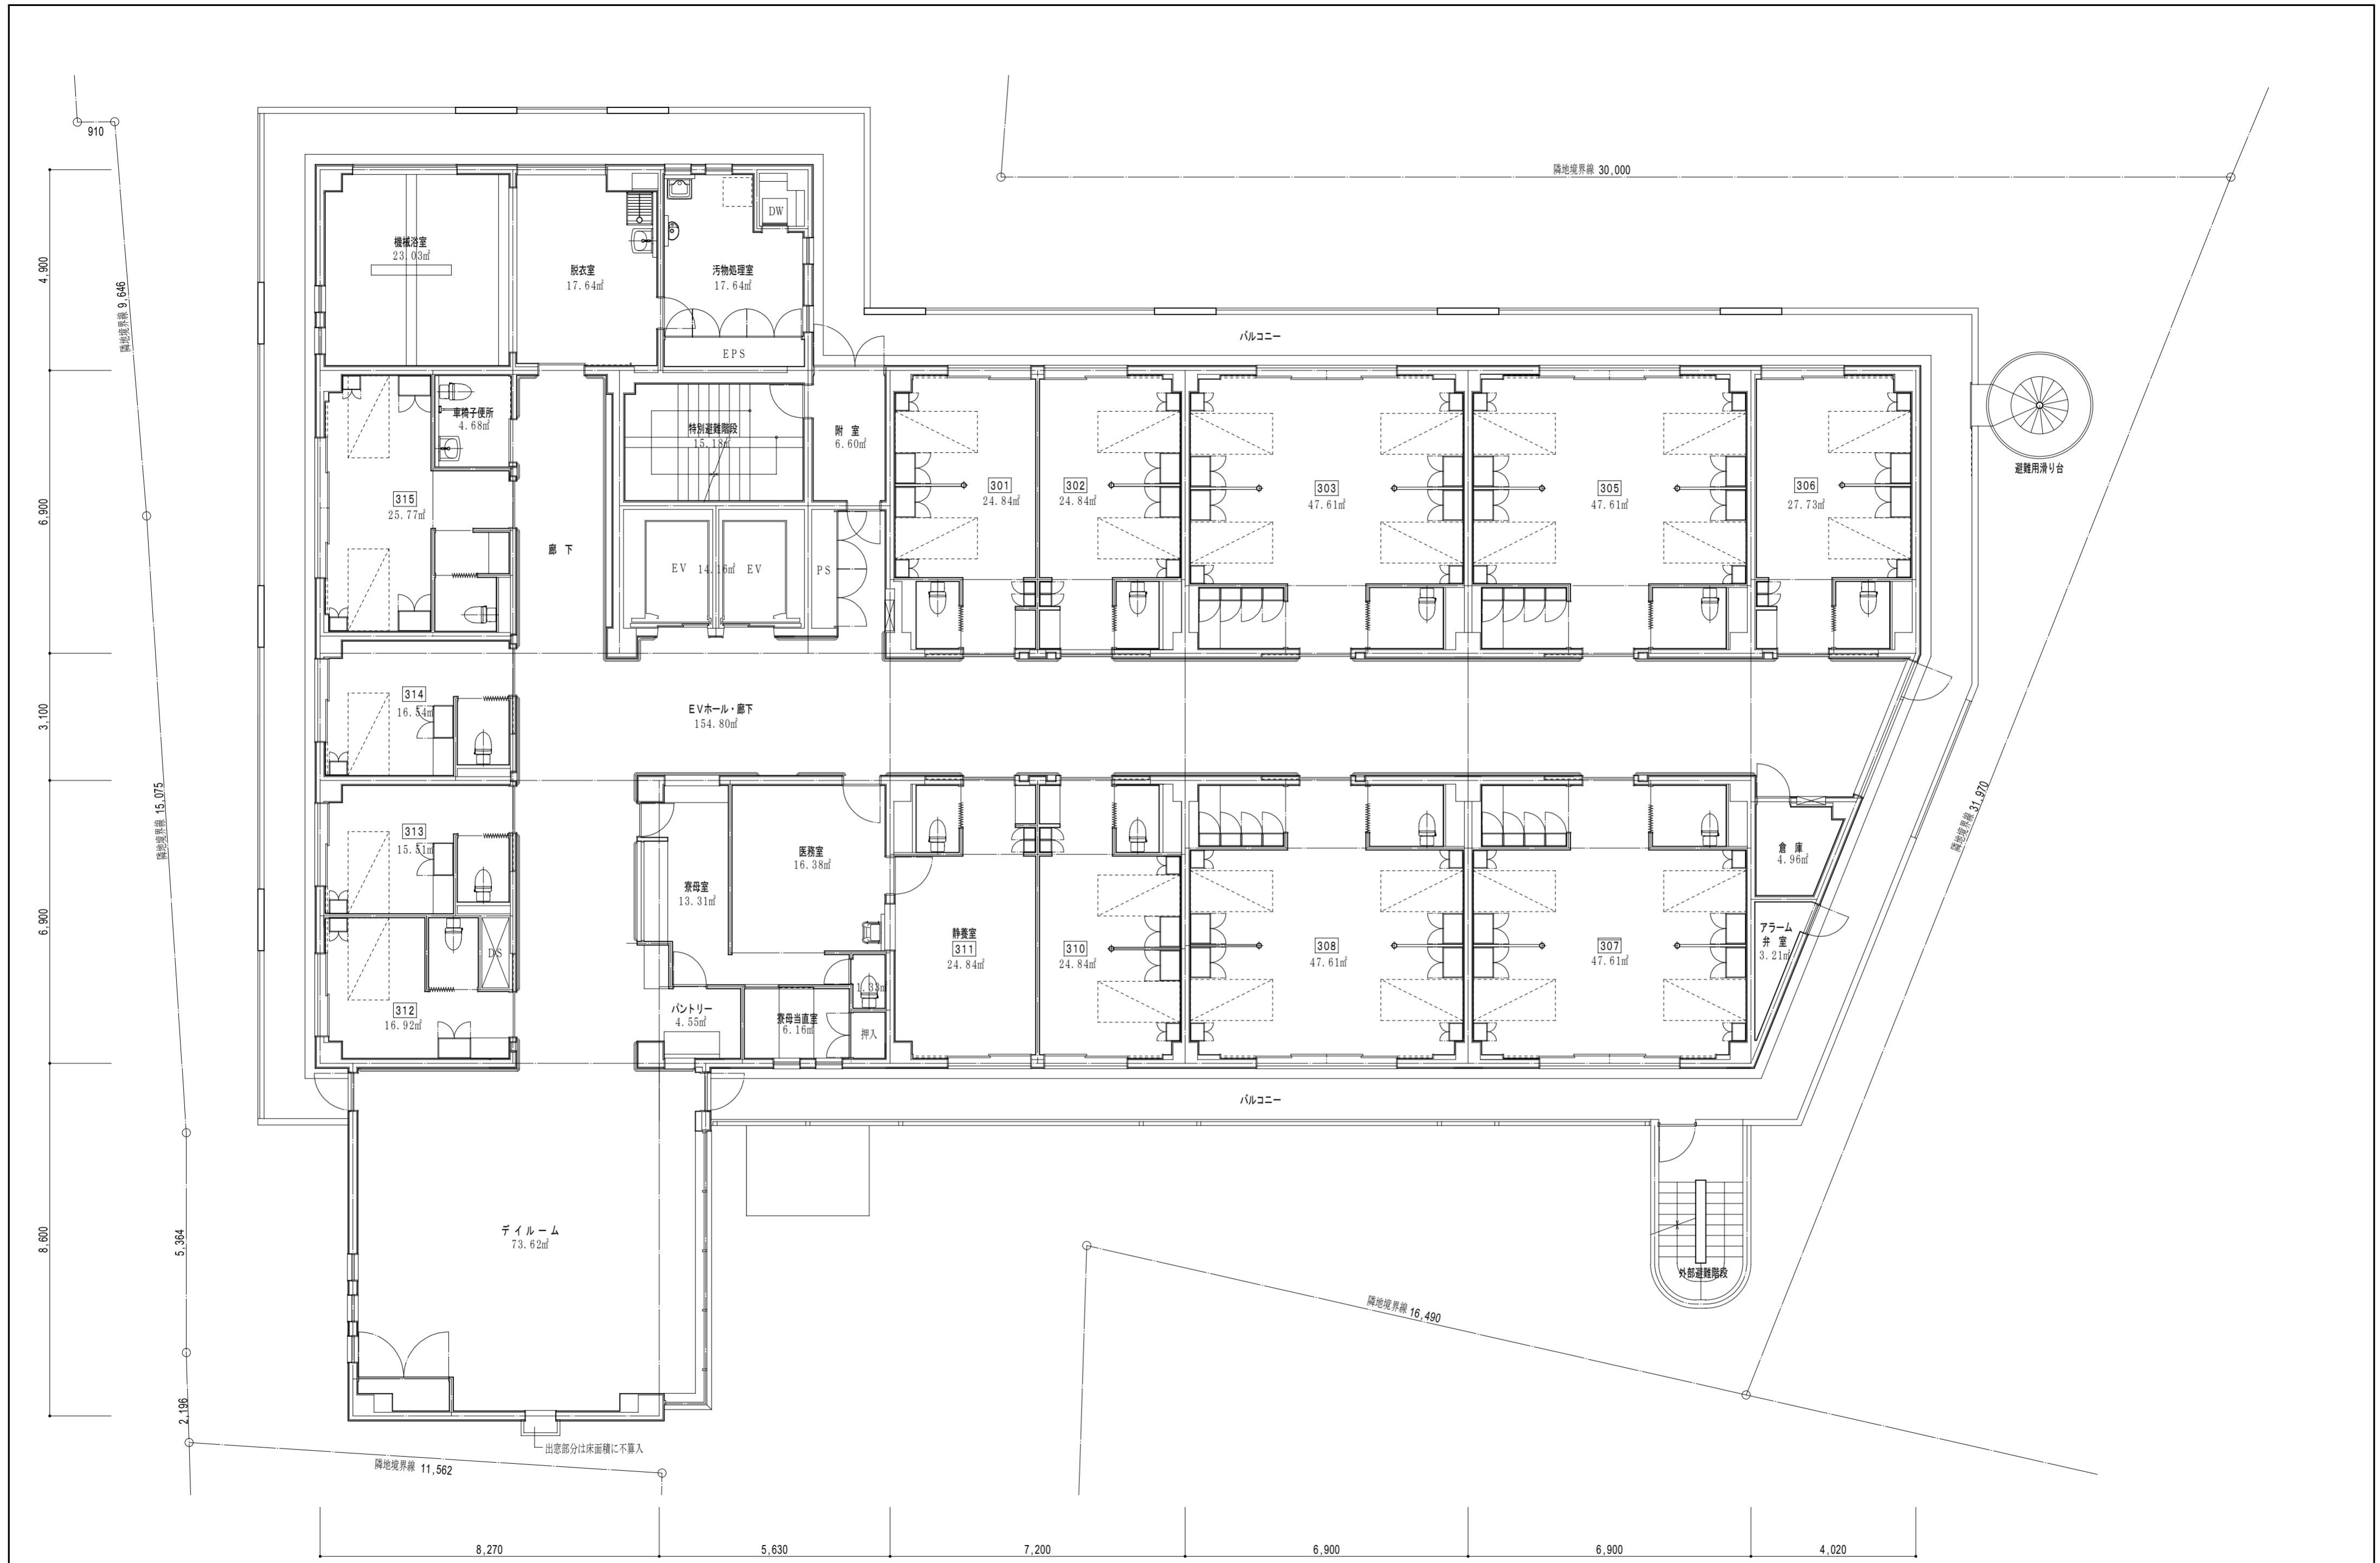 910
隣地境界線 30,000
4,900
隣地境界線 9,646
機械浴室
23.03㎡
脱衣室
17.64㎡
汚物処理室
17.64㎡
DW
EPS
バルコニー
車椅子便所
4.68㎡
特別避難階段
15.18㎡
附 室
6.60㎡
避難用滑り台
6,900
315
25.77㎡
301
24.84㎡
302
24.84㎡
303
47.61㎡
305
47.61㎡
306
27.73㎡
廊 下
EV 14.16㎡ EV
PS
3,100
314
16.54㎡
EVホール・廊下
154.80㎡
隣地境界線 15,075
隣地境界線 31,970
313
15.51㎡
医務室
16.38㎡
寮母室
13.31㎡
倉 庫
4.96㎡
6,900
DS
静養室
311
24.84㎡
310
24.84㎡
308
47.61㎡
307
47.61㎡
アラーム
弁 室
3.21㎡
1.33㎡
312
16.92㎡
パントリー
4.55㎡
寮母当直室
6.16㎡
押入
バルコニー
8,600
5,364
デイルーム
73.62㎡
外部避難階段
隣地境界線 16,490
2,196
出窓部分は床面積に不算入
隣地境界線 11,562
8,270
5,630
7,200
6,900
6,900
4,020